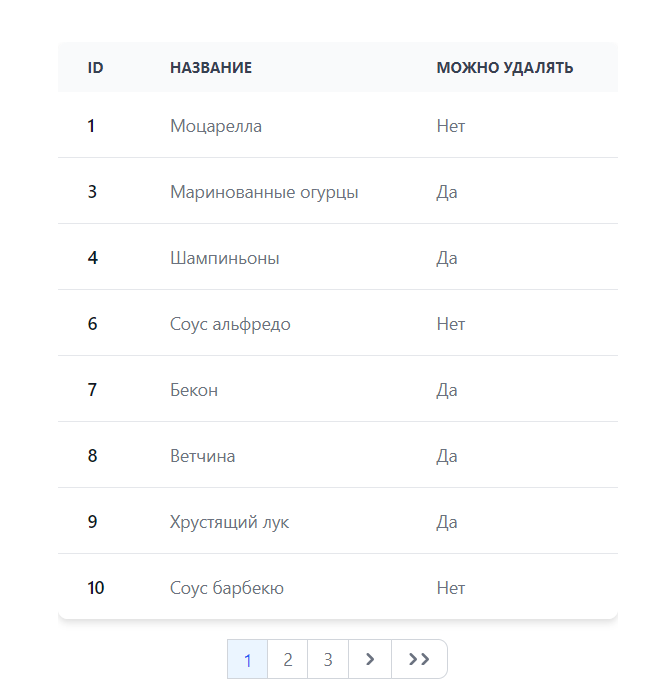 ID НАЗВАНИЕ МОЖНО УДАЛЯТЬ
1 Моцарелла Нет
3 Маринованные огурцы Да
4 Шампиньоны Да
6 Соус альфредо Нет
7 Бекон Да
8 Ветчина Да
9 Хрустящий лук Да
10 Соус барбекю Нет
1 2 3 > >>